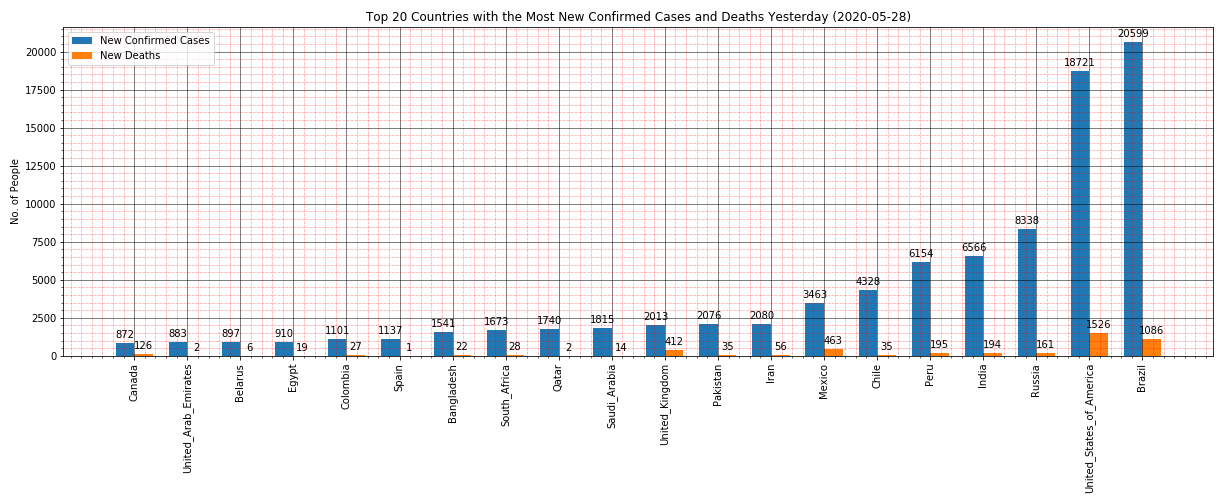 Top 20 Countries with the Most New Confirmed Cases and Deaths Yesterday (2020-05-28)
New Confirmed Cases
New Deaths
No. of People
20000
17500
15000
12500
10000
7500
5000
2500
0
872
126
883
2
897
6
910
19
1101
27
1137
1
1541
22
1673
28
1740
2
1815
14
2013
412
2076
35
2080
56
3463
463
4328
35
6154
195
6566
194
8338
161
18721
1526
20599
1086
Canada
United_Arab_Emirates
Belarus
Egypt
Colombia
Spain
Bangladesh
South_Africa
Qatar
Saudi_Arabia
United_Kingdom
Pakistan
Iran
Mexico
Chile
Peru
India
Russia
United_States_of_America
Brazil